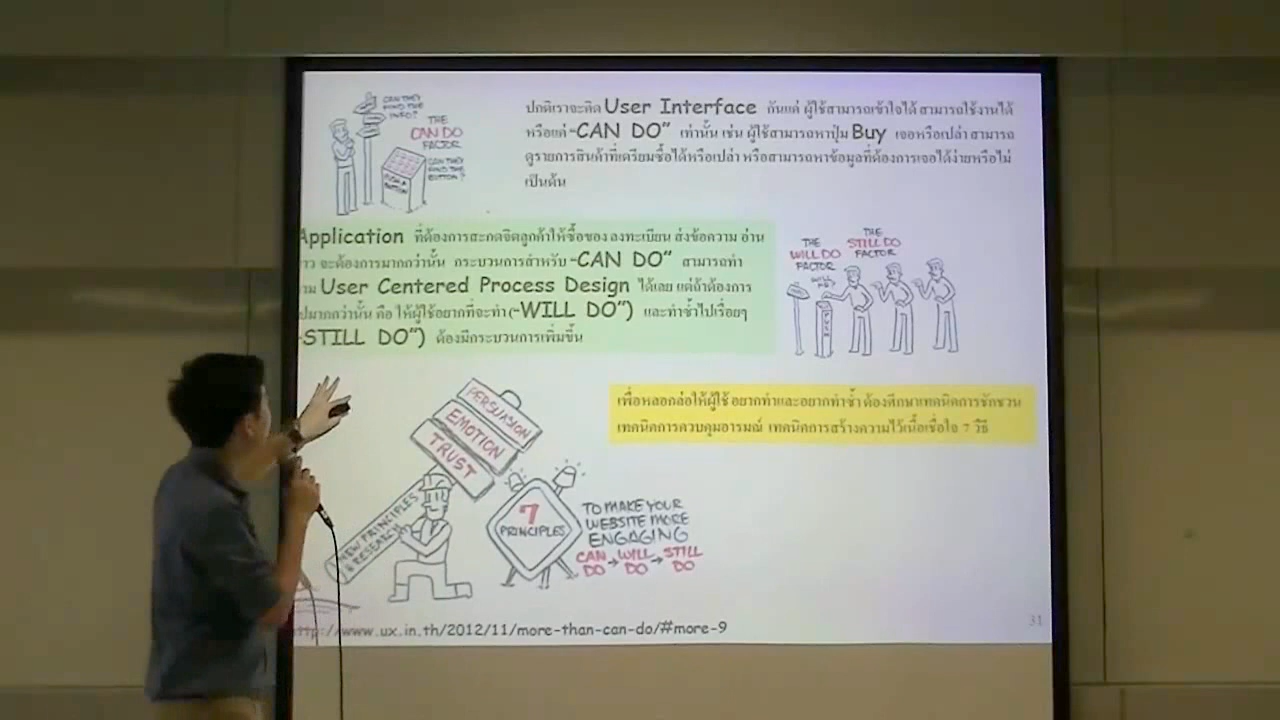 CAN THEY
FIND THE
INFO?
THE
CAN DO
FACTOR
CAN THEY
FIND THE
BUTTON?
BUTTON
ปกติเราจะคิด User Interface กันแค่ ผู้ใช้สามารถเข้าใจได้ สามารถใช้งานได้
หรือแค่ “CAN DO” เท่านั้น เช่น ผู้ใช้สามารถหาปุ่ม Buy เจอหรือเปล่า สามารถ
ดูรายการสินค้าที่เตรียมซื้อได้หรือเปล่า หรือสามารถหาข้อมูลที่ต้องการเจอได้ง่ายหรือไม่
เป็นต้น
Application ที่ต้องการสะกดจิตลูกค้าให้ซื้อของ ลงทะเบียน ส่งข้อความ อ่าน
าว จะต้องการมากกว่านั้น กระบวนการสำหรับ “CAN DO” สามารถทำ
าม User Centered Process Design ได้เลย แต่ถ้าต้องการ
ปมากกว่านั้น คือ ให้ผู้ใช้อยากที่จะทำ (“WILL DO”) และทำซ้ำไปเรื่อยๆ
“STILL DO”) ต้องมีกระบวนการเพิ่มขึ้น
THE
WILL DO
FACTOR
THE
STILL DO
FACTOR
WILL
เพื่อหลอกล่อให้ผู้ใช้ อยากทำและอยากทำซ้ำ ต้องศึกษาเทคนิคการชักชวน
เทคนิคการควบคุมอารมณ์ เทคนิคการสร้างความไว้เนื้อเชื่อใจ 7 วิธี
PERSUASION
EMOTION
TRUST
NEW PRINCIPLES
& RESEARCH
7
PRINCIPLES
TO MAKE YOUR
WEBSITE MORE
ENGAGING
CAN DO → WILL DO → STILL DO
http://www.ux.in.th/2012/11/more-than-can-do/#more-9
31